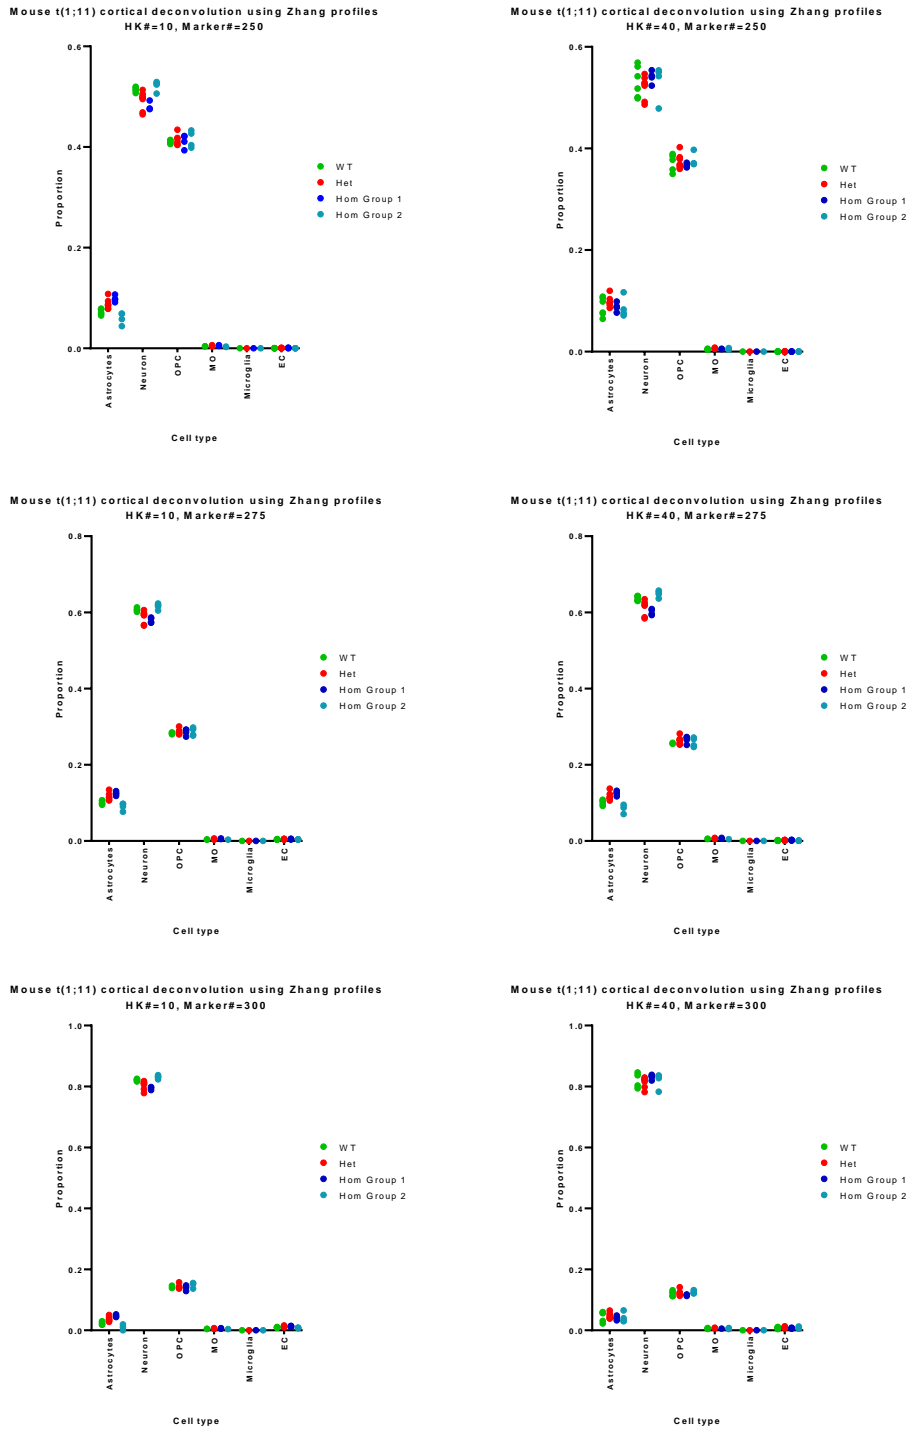 Mouse t(1;11) cortical deconvolution using Zhang profiles
HK#=10, Marker#=250
0.6
0.4
0.2
0.0
Proportion
Astrocytes
Neuron
OPC
MO
Microglia
EC
Cell type
WT
Het
Hom Group 1
Hom Group 2
Mouse t(1;11) cortical deconvolution using Zhang profiles
HK#=40, Marker#=250
0.6
0.4
0.2
0.0
Proportion
Astrocytes
Neuron
OPC
MO
Microglia
EC
Cell type
WT
Het
Hom Group 1
Hom Group 2
Mouse t(1;11) cortical deconvolution using Zhang profiles
HK#=10, Marker#=275
0.8
0.6
0.4
0.2
0.0
Proportion
Astrocytes
Neuron
OPC
MO
Microglia
EC
Cell type
WT
Het
Hom Group 1
Hom Group 2
Mouse t(1;11) cortical deconvolution using Zhang profiles
HK#=40, Marker#=275
0.8
0.6
0.4
0.2
0.0
Proportion
Astrocytes
Neuron
OPC
MO
Microglia
EC
Cell type
WT
Het
Hom Group 1
Hom Group 2
Mouse t(1;11) cortical deconvolution using Zhang profiles
HK#=10, Marker#=300
1.0
0.8
0.6
0.4
0.2
0.0
Proportion
Astrocytes
Neuron
OPC
MO
Microglia
EC
Cell type
WT
Het
Hom Group 1
Hom Group 2
Mouse t(1;11) cortical deconvolution using Zhang profiles
HK#=40, Marker#=300
1.0
0.8
0.6
0.4
0.2
0.0
Proportion
Astrocytes
Neuron
OPC
MO
Microglia
EC
Cell type
WT
Het
Hom Group 1
Hom Group 2